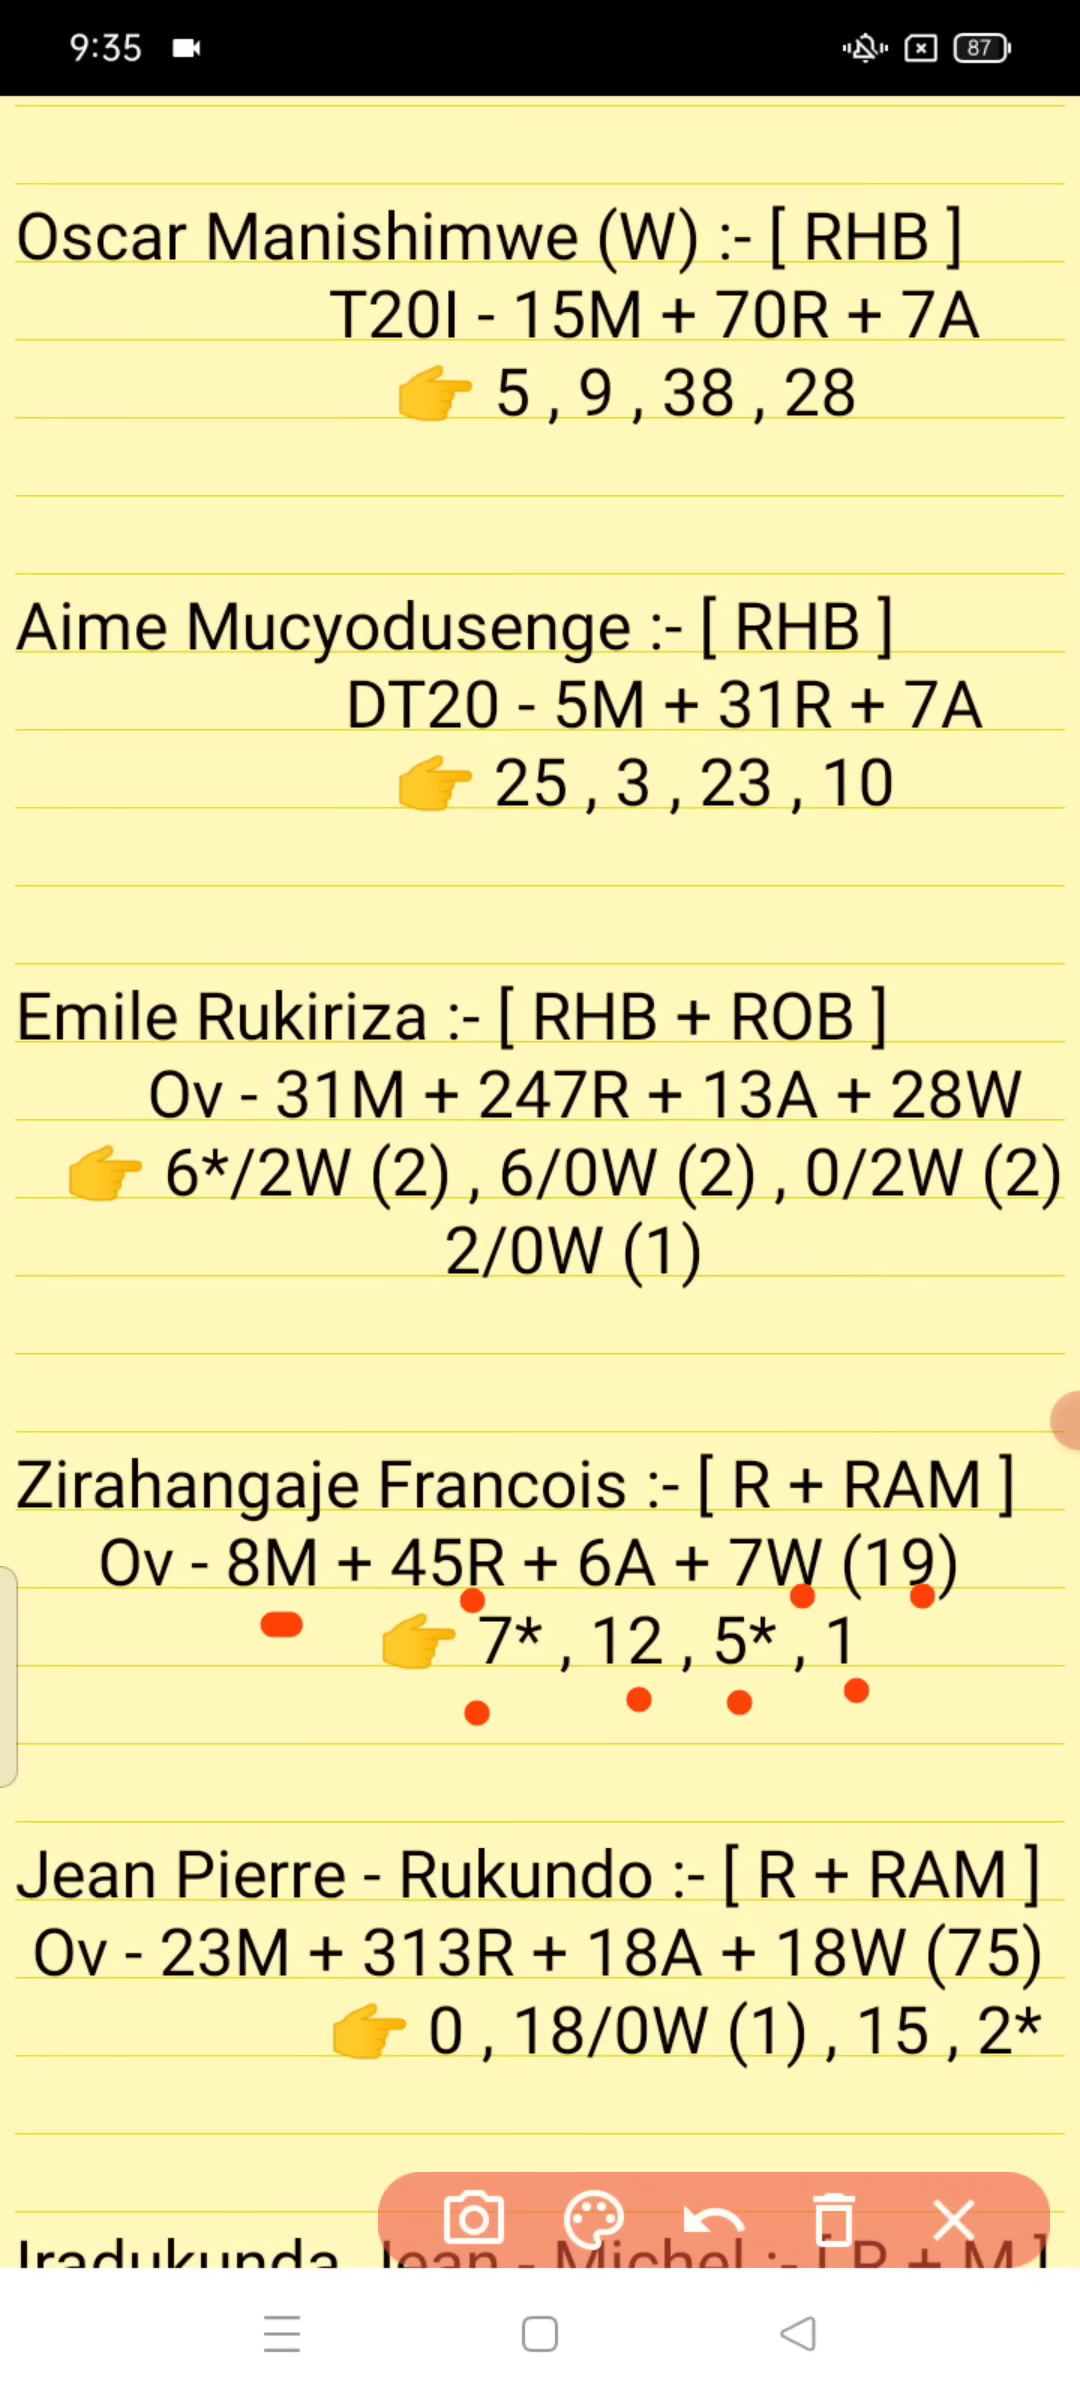 9:35
87
Oscar Manishimwe (W) :- [ RHB ]
T20I - 15M + 70R + 7A
👉 5 , 9 , 38 , 28
Aime Mucyodusenge :- [ RHB ]
DT20 - 5M + 31R + 7A
👉 25 , 3 , 23 , 10
Emile Rukiriza :- [ RHB + ROB ]
Ov - 31M + 247R + 13A + 28W
👉 6*/2W (2) , 6/0W (2) , 0/2W (2)
2/0W (1)
Zirahangaje Francois :- [ R + RAM ]
Ov - 8M + 45R + 6A + 7W (19)
👉 7* , 12 , 5* , 1
Jean Pierre - Rukundo :- [ R + RAM ]
Ov - 23M + 313R + 18A + 18W (75)
👉 0 , 18/0W (1) , 15 , 2*
Iradukunda Jean - Michel :- [ R + M ]